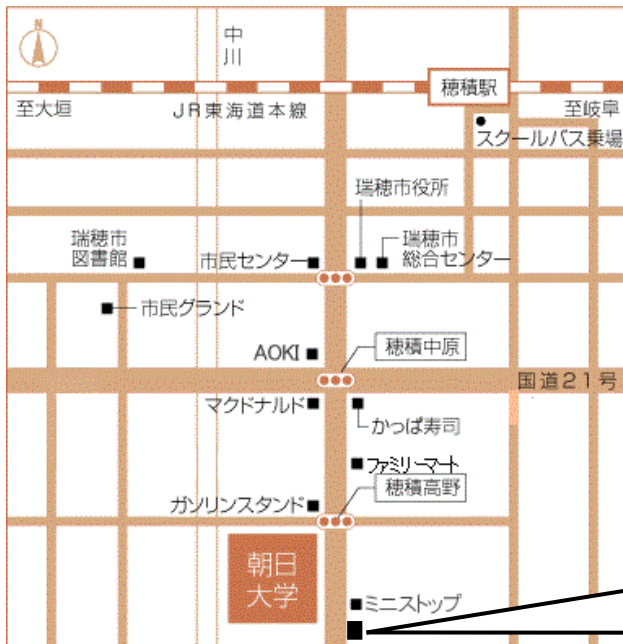 N
中
川
穂積駅
至大垣
JR東海道本線
至岐阜
スクールバス乗場
瑞穂市役所
瑞穂市
図書館
市民センター
瑞穂市
総合センター
市民グランド
AOKI
穂積中原
国道21号
マクドナルド
かっぱ寿司
ファミリーマート
穂積高野
ガソリンスタンド
朝日
大学
ミニストップ